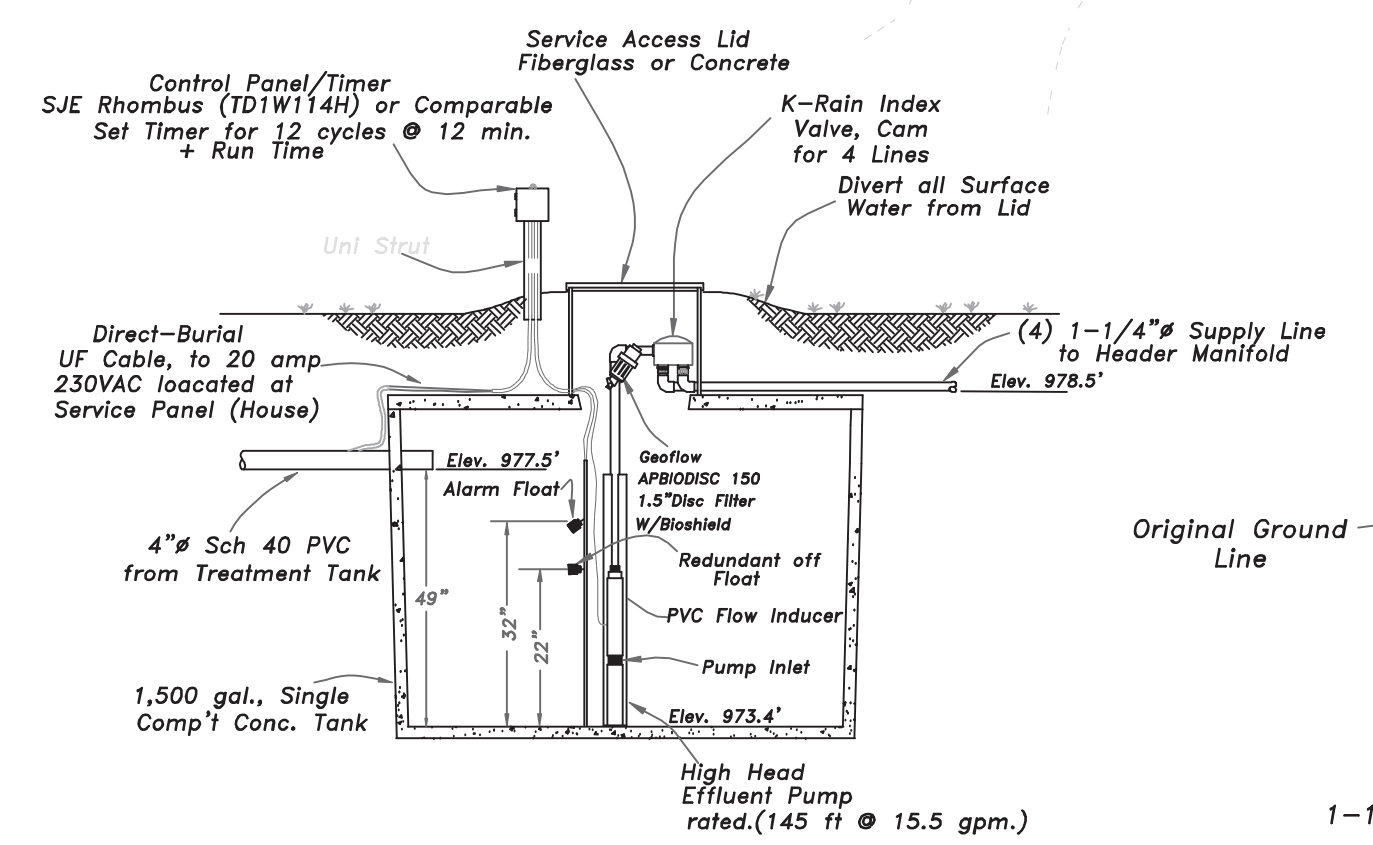 Service Access Lid
Fiberglass or Concrete
Control Panel/Timer
SJE Rhombus (TD1W114H) or Comparable
Set Timer for 12 cycles @ 12 min.
+ Run Time
K-Rain Index
Valve, Cam
for 4 Lines
Divert all Surface
Water from Lid
Uni Strut
Direct-Burial
UF Cable, to 20 amp
230VAC loacated at
Service Panel (House)
(4) 1-1/4"ø Supply Line
to Header Manifold
Elev. 978.5'
Elev. 977.5'
Alarm Float
Geoflow
APBIODISC 150
1.5"Disc Filter
W/Bioshield
4"ø Sch 40 PVC
from Treatment Tank
Redundant off
Float
Original Ground
Line
49"
32"
22"
PVC Flow Inducer
Pump Inlet
1,500 gal., Single
Comp't Conc. Tank
Elev. 973.4'
High Head
Effluent Pump
rated.(145 ft @ 15.5 gpm.)
1-1